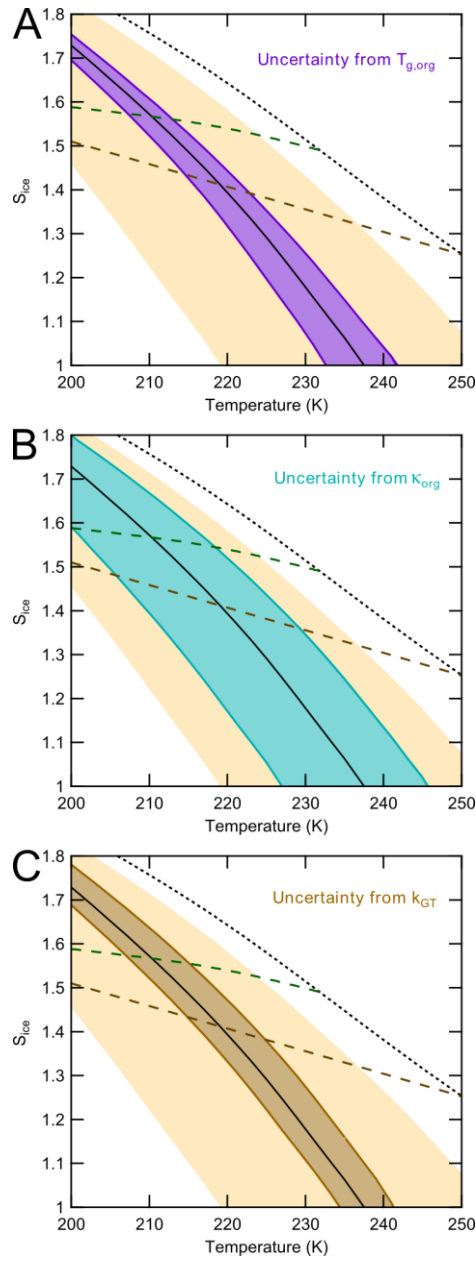 A
Uncertainty from Tg,org
1.8
1.7
1.6
1.5
1.4
1.3
1.2
1.1
1
Sice
200 210 220 230 240 250
Temperature (K)
B
Uncertainty from κorg
1.8
1.7
1.6
1.5
1.4
1.3
1.2
1.1
1
Sice
200 210 220 230 240 250
Temperature (K)
C
Uncertainty from kGT
1.8
1.7
1.6
1.5
1.4
1.3
1.2
1.1
1
Sice
200 210 220 230 240 250
Temperature (K)